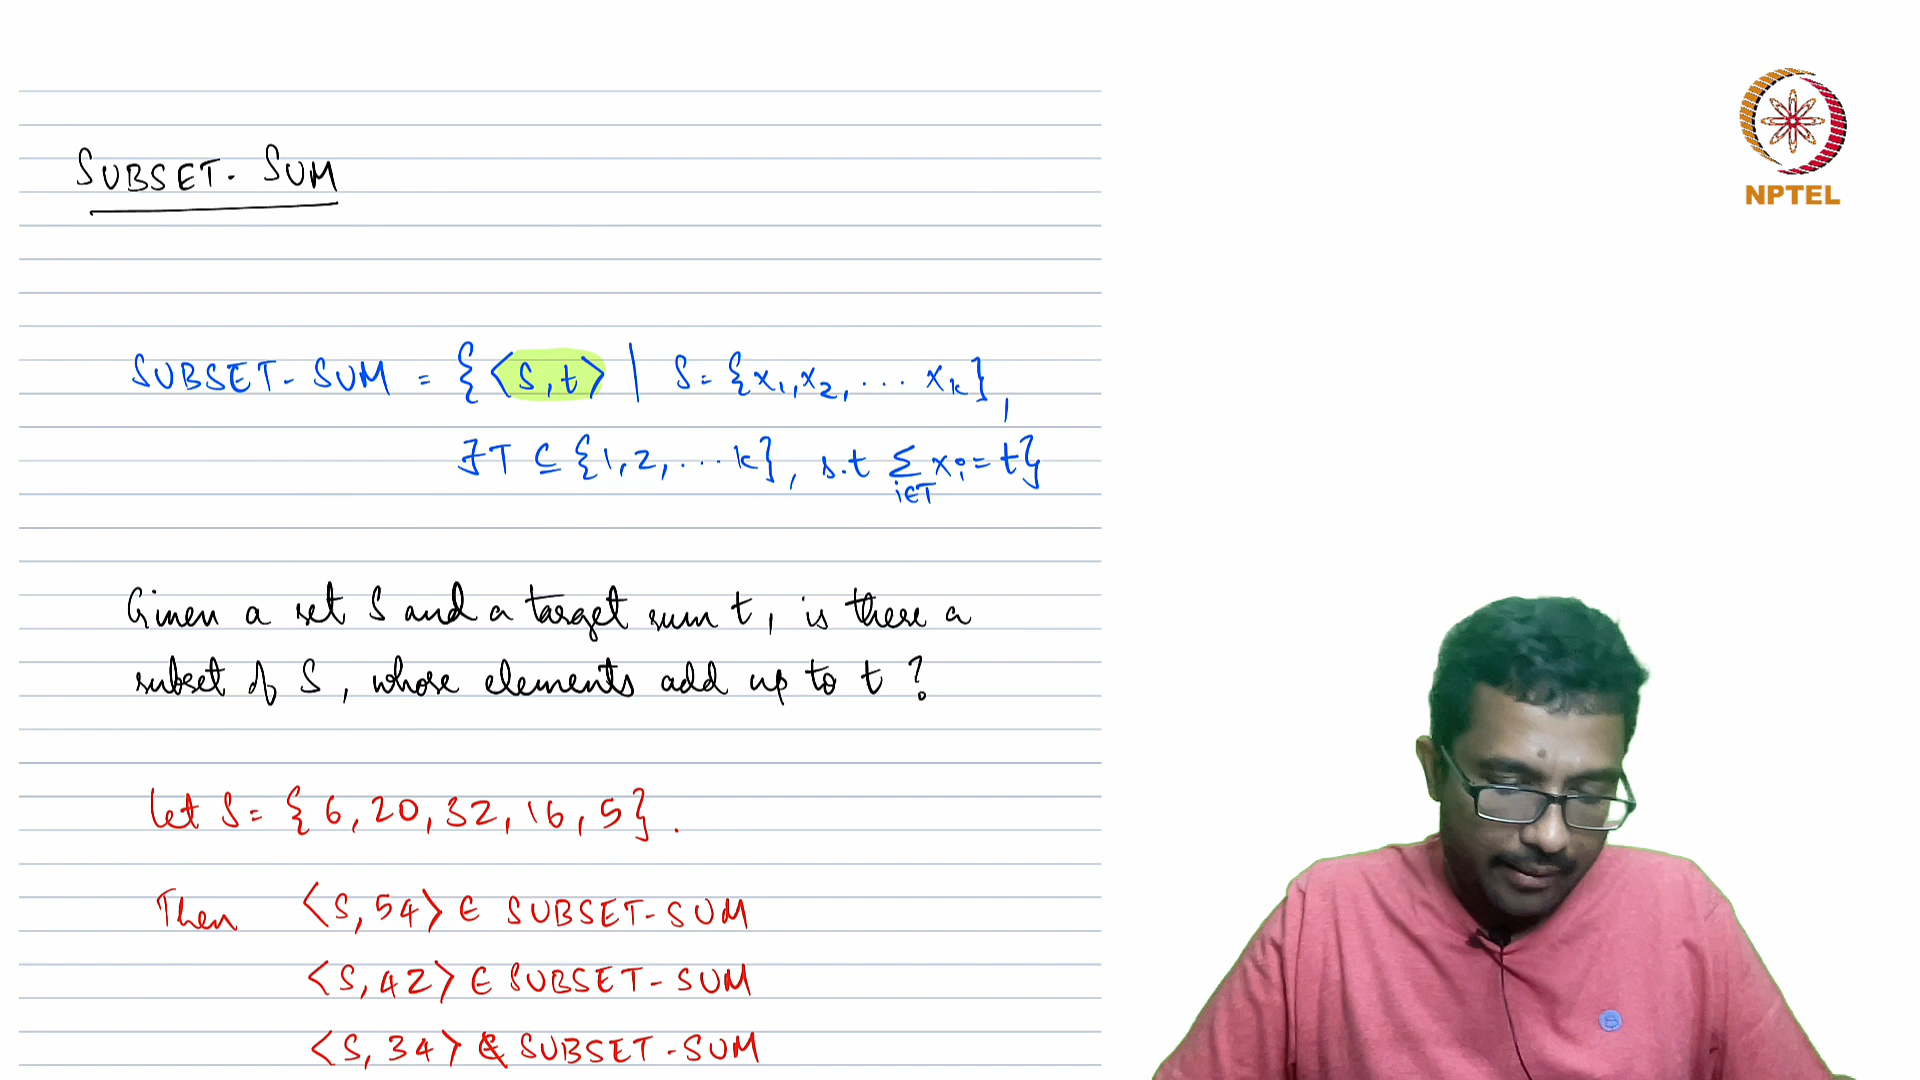 SUBSET-SUM
NPTEL
SUBSET-SUM = {⟨S,t⟩ | S = {x₁, x₂, ... xₖ},
∃T ⊆ {1, 2, ... k}, s.t ∑ xᵢ = t}
i∈T
Given a set S and a target sum t, is there a
subset of S, whose elements add up to t?
Let S = {6, 20, 32, 16, 5}.
Then ⟨S, 54⟩ ∈ SUBSET-SUM
⟨S, 42⟩ ∈ SUBSET-SUM
⟨S, 34⟩ ∉ SUBSET-SUM